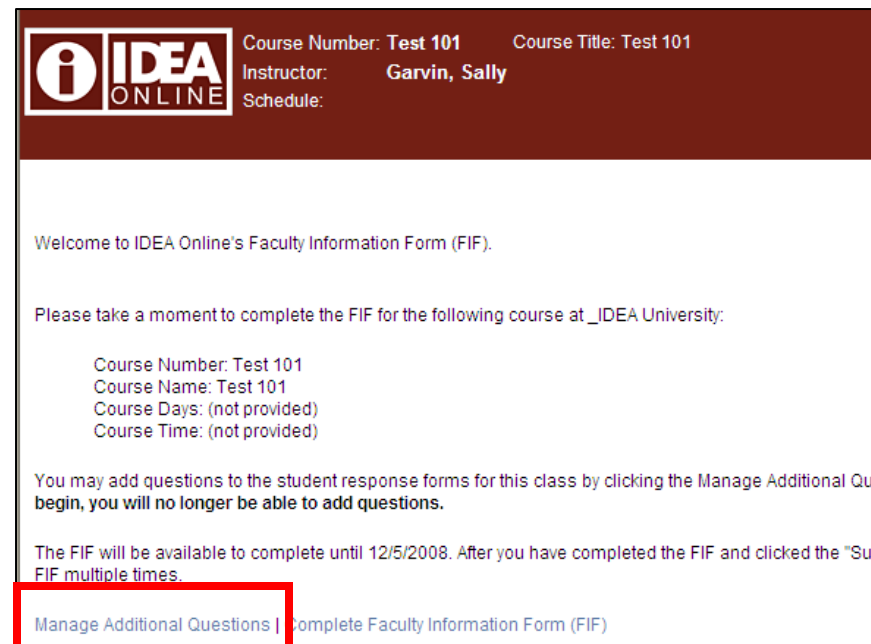 i IDEA ONLINE
Course Number: Test 101 Course Title: Test 101
Instructor: Garvin, Sally
Schedule:
Welcome to IDEA Online's Faculty Information Form (FIF).
Please take a moment to complete the FIF for the following course at _IDEA University:
Course Number: Test 101
Course Name: Test 101
Course Days: (not provided)
Course Time: (not provided)
You may add questions to the student response forms for this class by clicking the Manage Additional Qu
begin, you will no longer be able to add questions.
The FIF will be available to complete until 12/5/2008. After you have completed the FIF and clicked the "Su
FIF multiple times.
Manage Additional Questions | omplete Faculty Information Form (FIF)